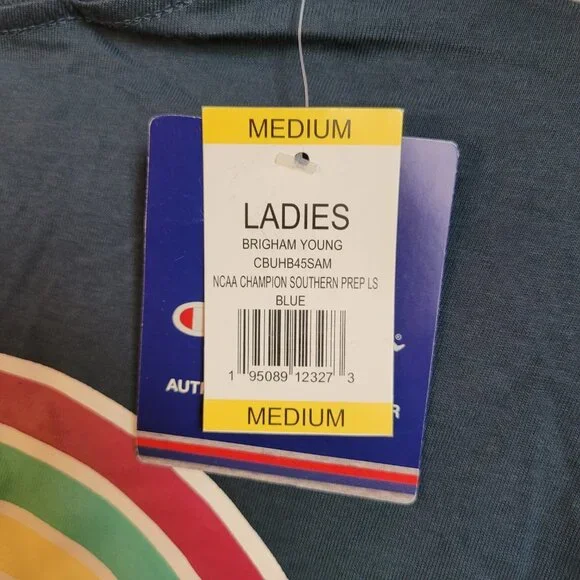 MEDIUM
LADIES
BRIGHAM YOUNG
CBUHB45SAM
NCAA CHAMPION SOUTHERN PREP LS
BLUE
1 95089 12327 3
MEDIUM